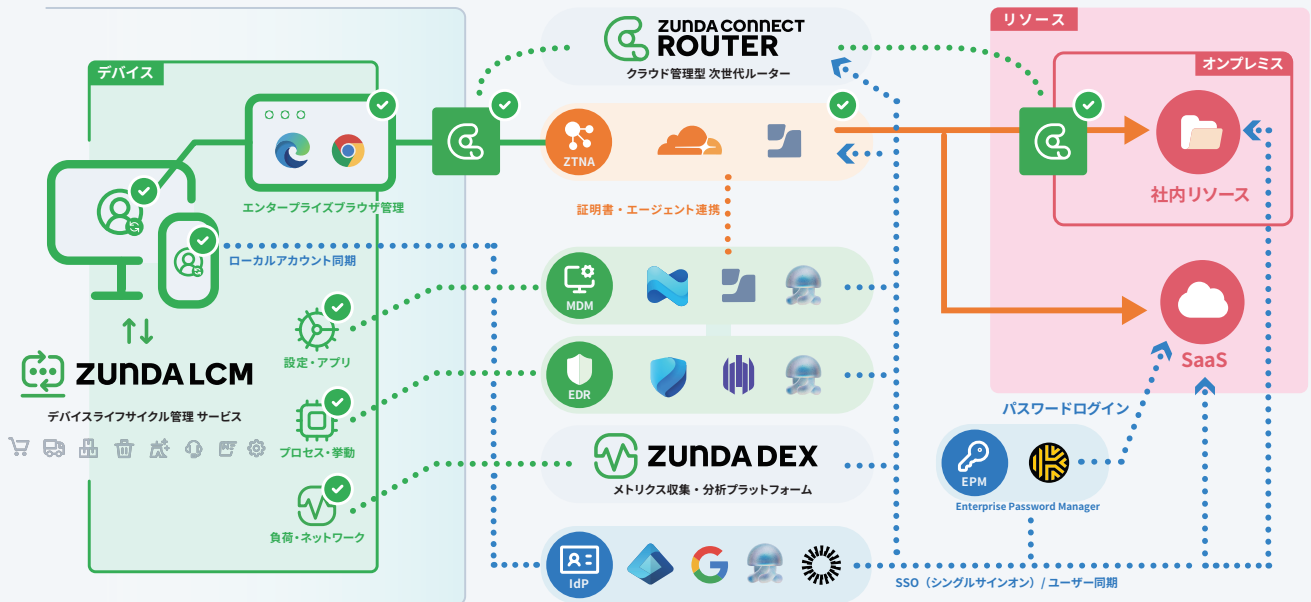 ZUNDA CONNECT
ROUTER
クラウド管理型 次世代ルーター
リソース
オンプレミス
デバイス
ZTNA
社内リソース
エンタープライズブラウザ管理
証明書・エージェント連携
ローカルアカウント同期
MDM
設定・アプリ
SaaS
ZUNDA LCM
デバイスライフサイクル管理 サービス
EDR
パスワードログイン
プロセス・挙動
ZUNDA DEX
メトリクス収集・分析プラットフォーム
EPM
Enterprise Password Manager
負荷・ネットワーク
IdP
SSO（シングルサインオン）/ ユーザー同期